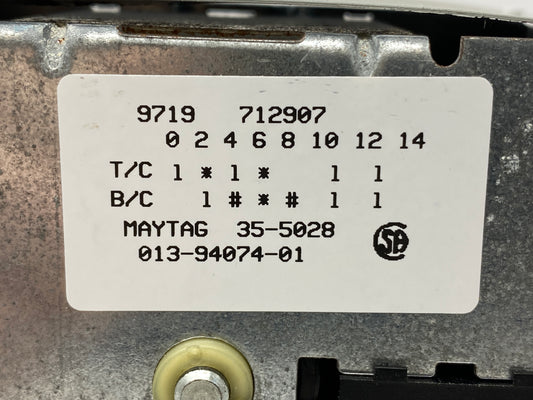 9719 712907
0 2 4 6 8 10 12 14
T/C 1 * 1 * 1 1
B/C 1 # * # 1 1
MAYTAG 35-5028
013-94074-01
SA